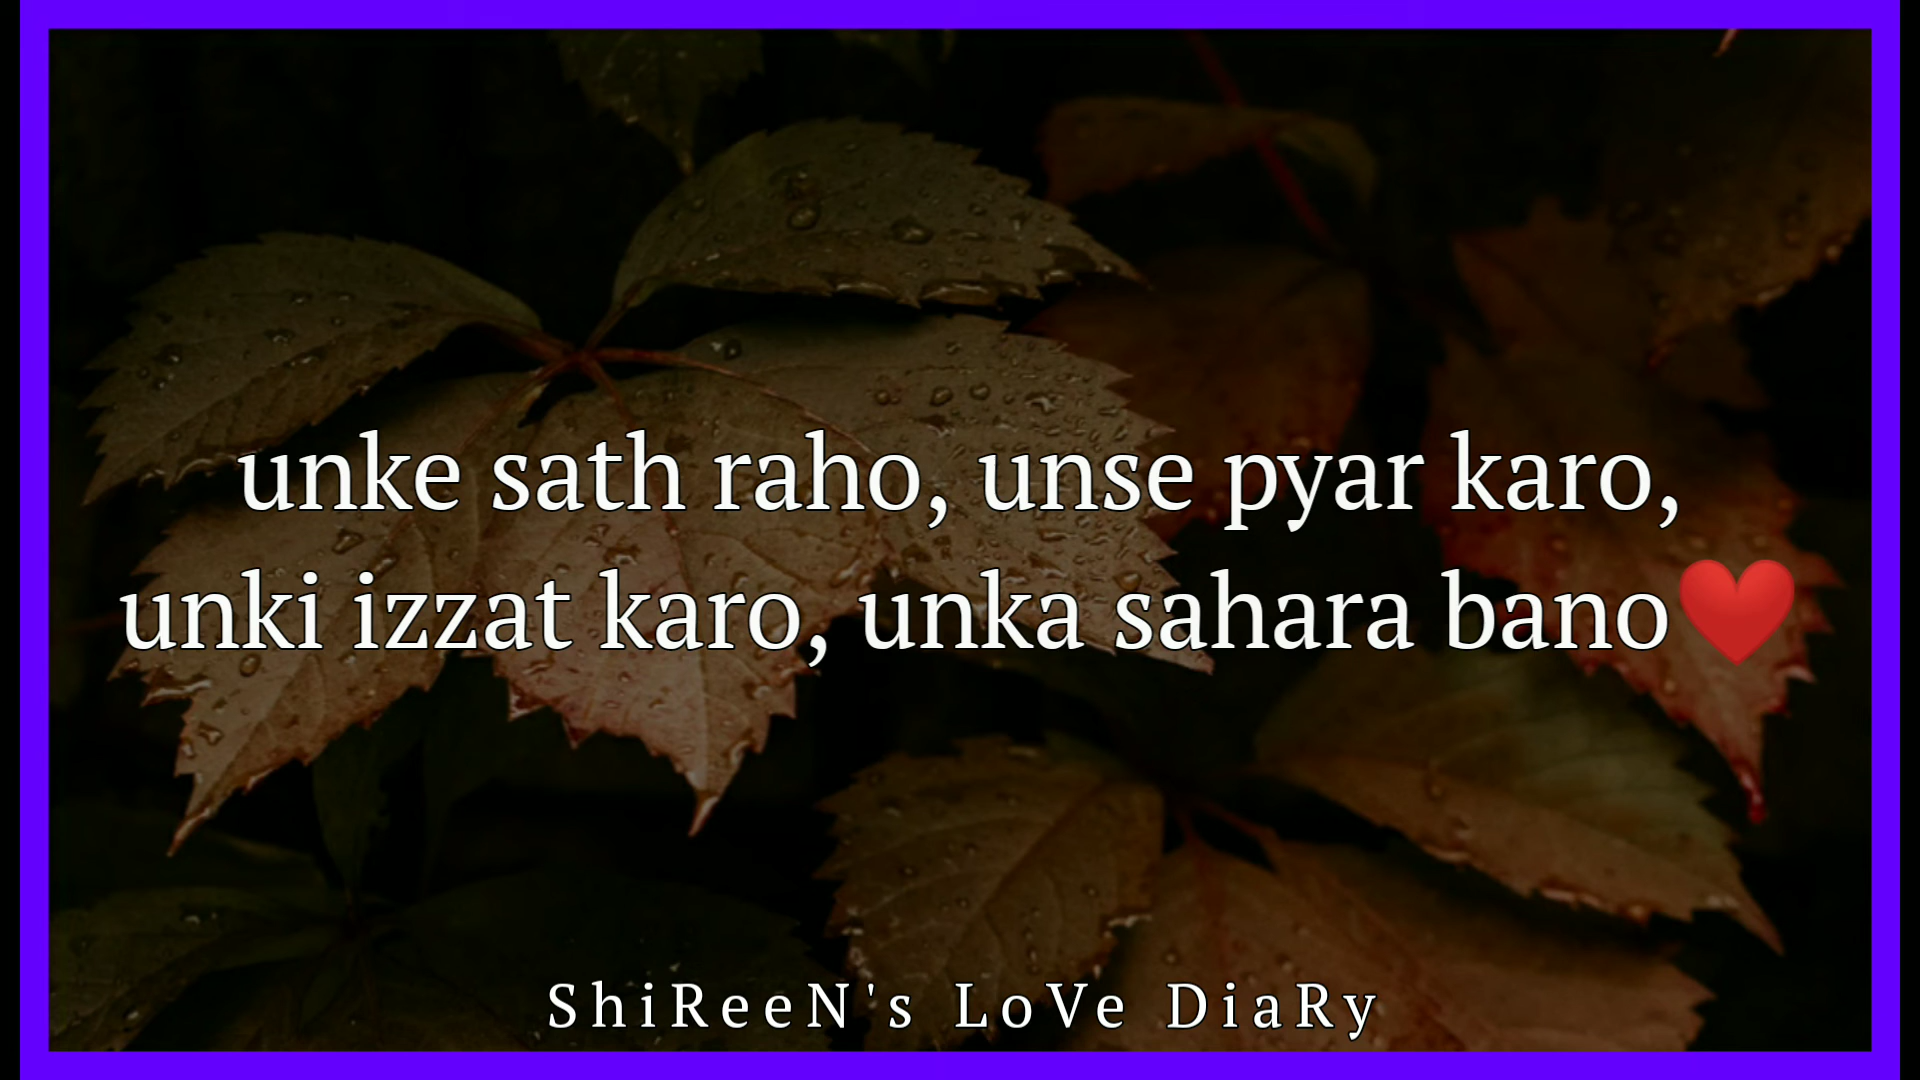 unke sath raho, unse pyar karo,
unki izzat karo, unka sahara bano❤️
ShiReeN's LoVe DiaRy